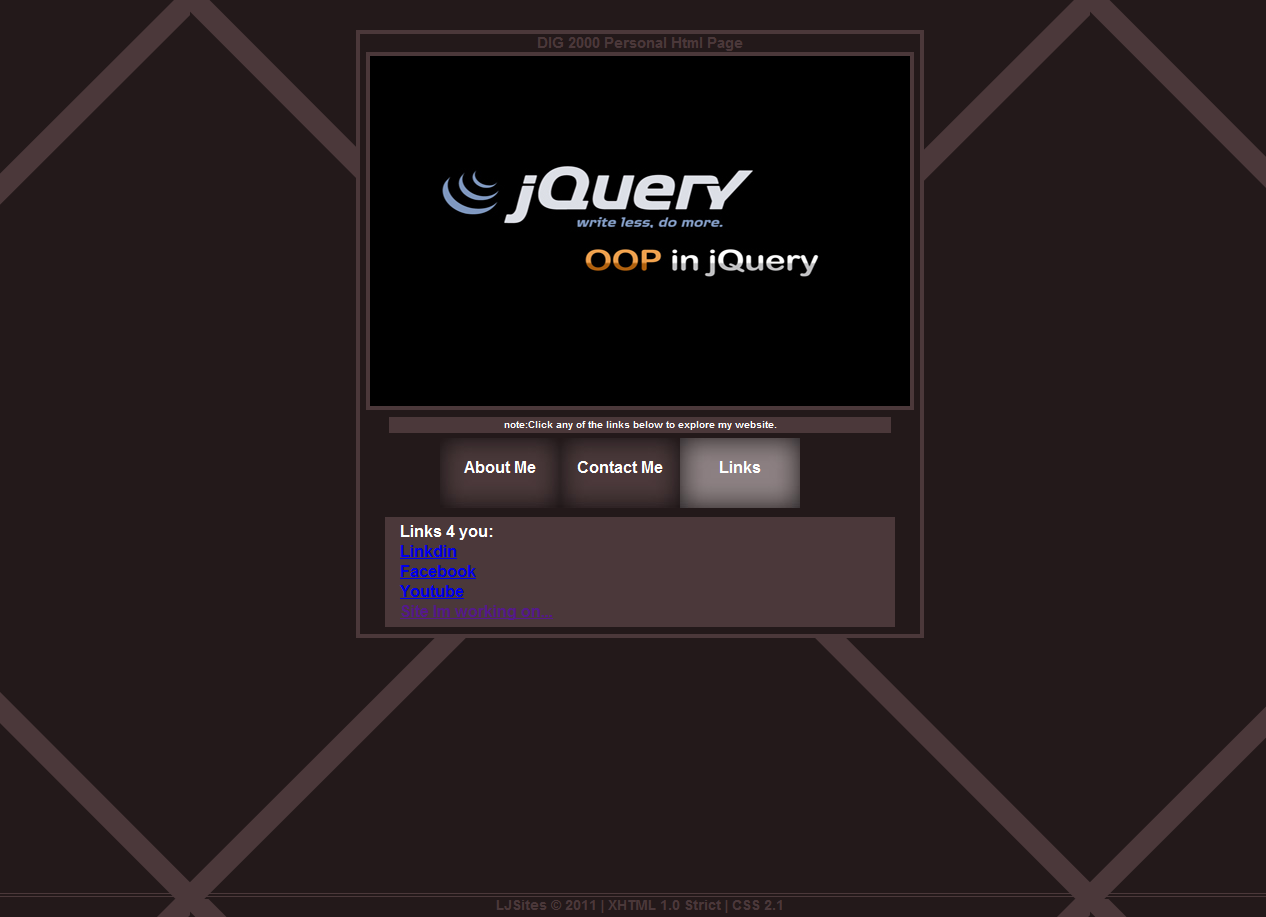 DIG 2000 Personal Html Page
jQuery
write less, do more.
OOP in jQuery
note:Click any of the links below to explore my website.
About Me Contact Me Links
Links 4 you:
Linkdin
Facebook
Youtube
Site im working on...
LJSites © 2011 | XHTML 1.0 Strict | CSS 2.1